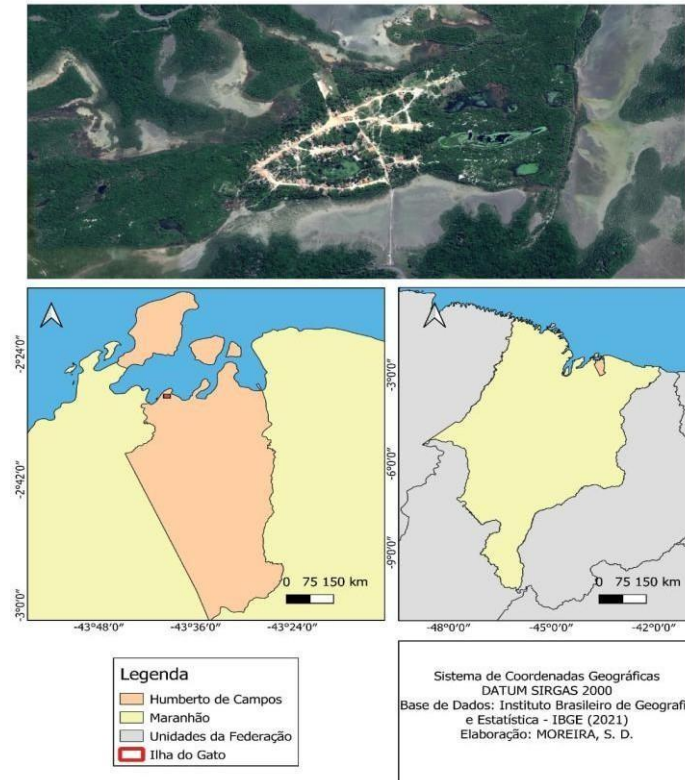 -2°24'0"
-2°42'0"
-3°0'0"
0 75 150 km
-43°48'0" -43°36'0" -43°24'0"
-3°0'0"
-6°0'0"
-9°0'0"
0 75 150 km
-48°0'0" -45°0'0" -42°0'0"
Legenda
Humberto de Campos
Maranhão
Unidades da Federação
Ilha do Gato
Sistema de Coordenadas Geográficas
DATUM SIRGAS 2000
Base de Dados: Instituto Brasileiro de Geografi
e Estatística - IBGE (2021)
Elaboração: MOREIRA, S. D.